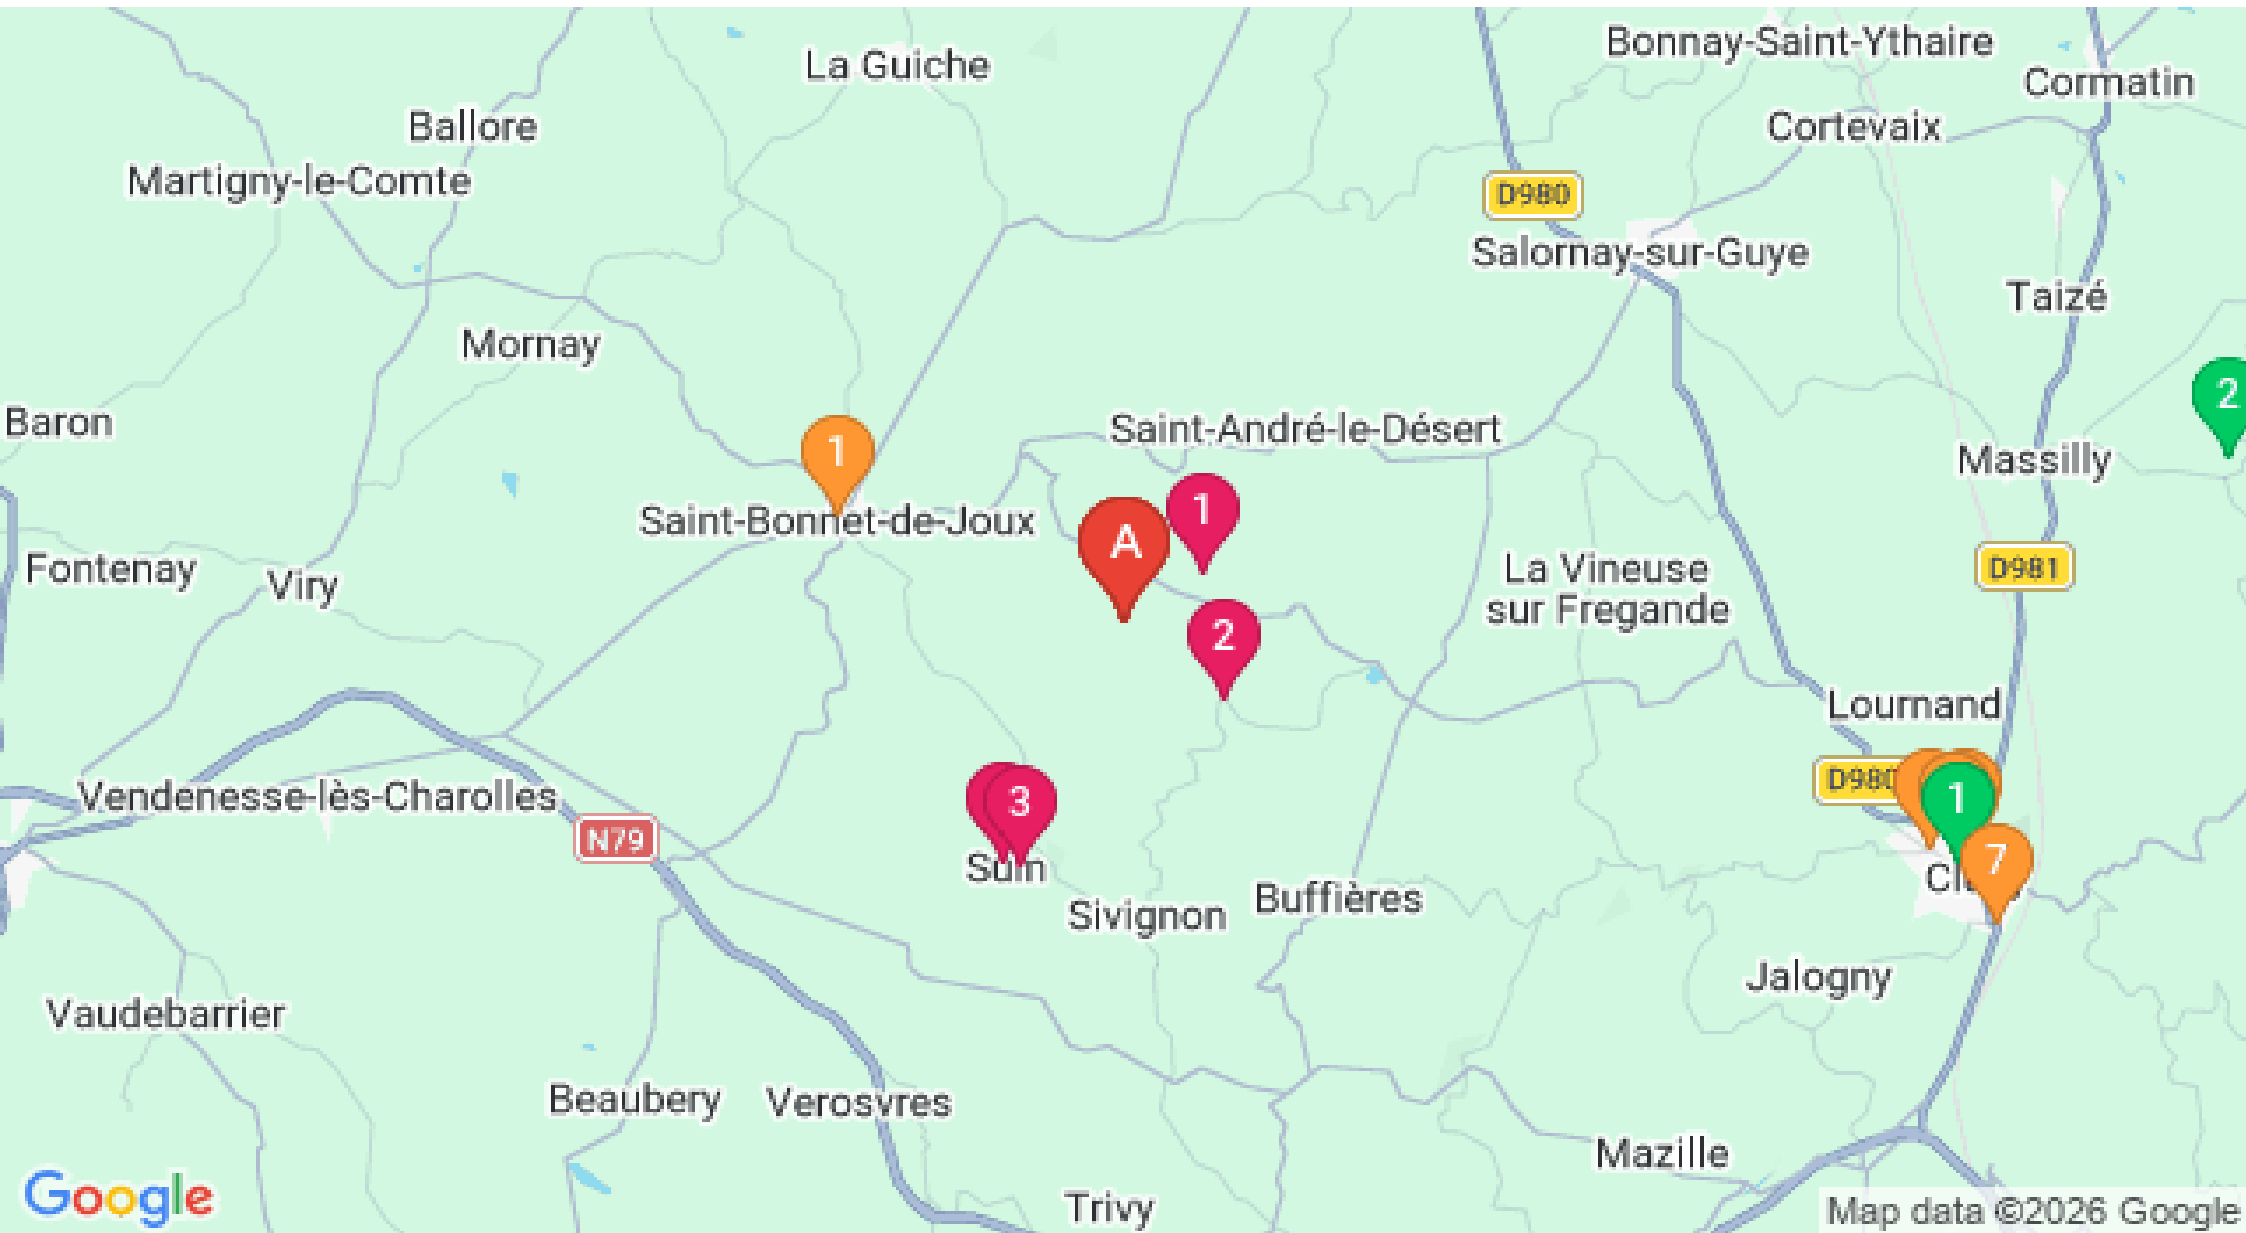 La Guiche
Bonnay-Saint-Ythaire
Cormatin
Ballore
Cortevaix
Martigny-le-Comte
D980
Salornay-sur-Guye
Taizé
Mornay
2
Baron
1
Saint-André-le-Désert
Massilly
1
Saint-Bonnet-de-Joux
A
Fontenay
Viry
La Vineuse
sur Fregande
D981
2
Lournand
Vendenesse-lès-Charolles
3
D980
1
N79
7
Suin
Sivignon
Buffières
Jalogny
Vaudebarrier
Beaubery
Verosvres
Mazille
Google
Trivy
Map data ©2026 Google